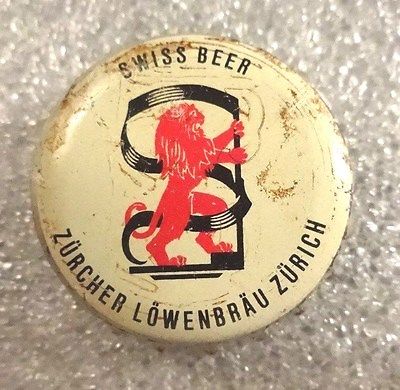 SWISS BEER
ZÜRCHER LÖWENBRÄU ZÜRICH